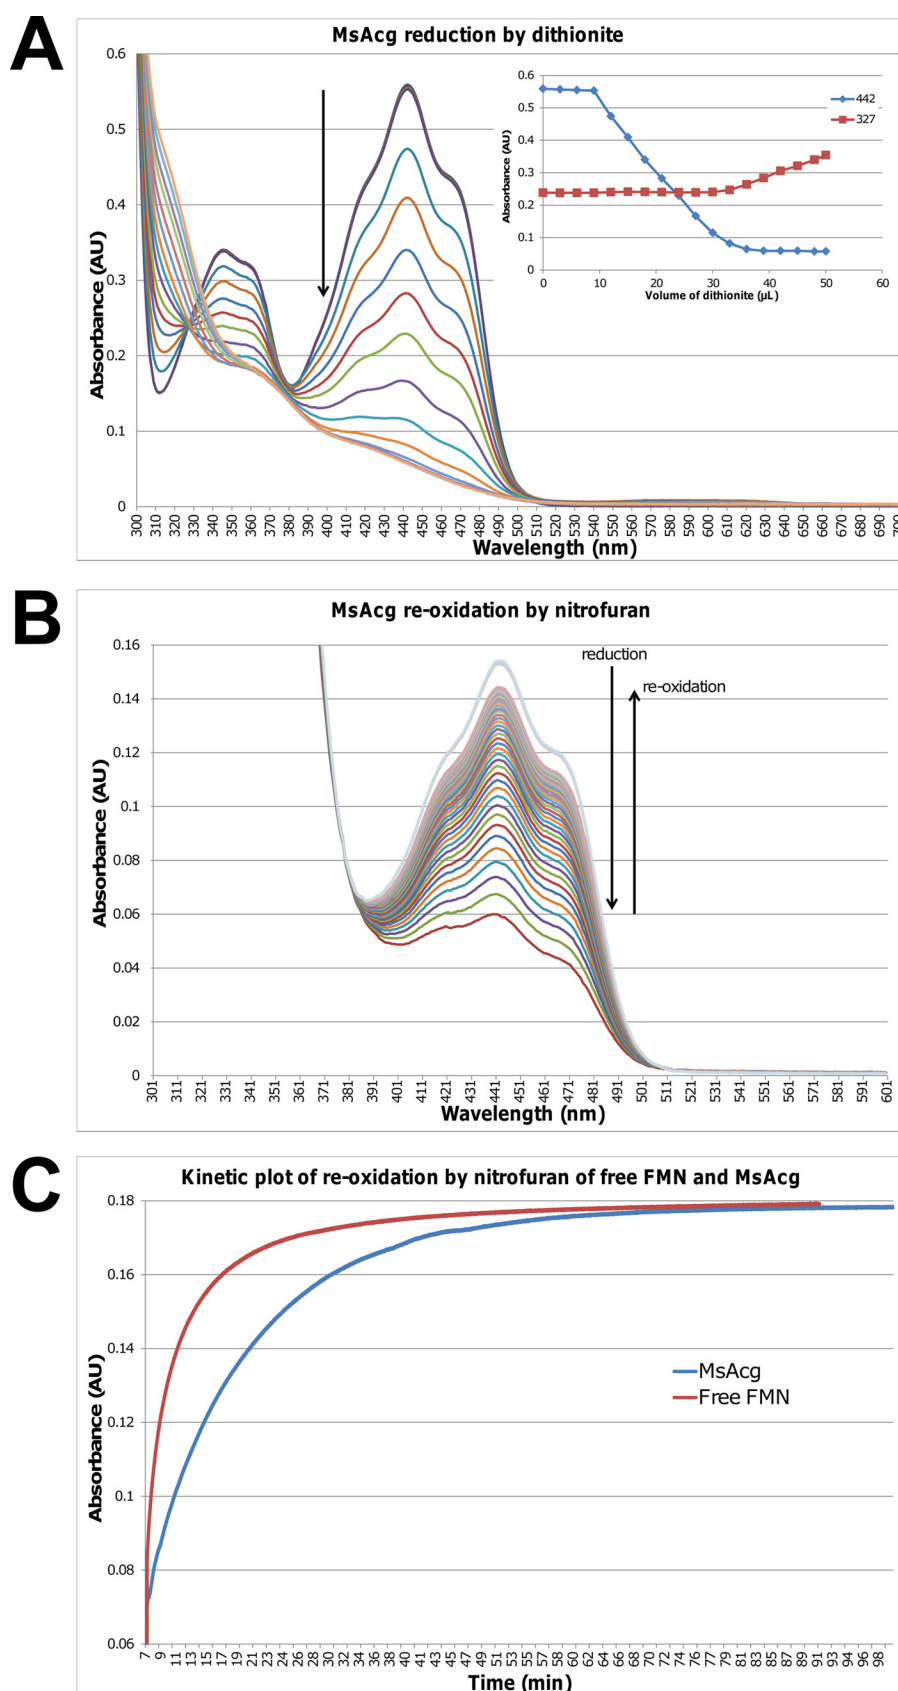 A
MsAcg reduction by dithionite
0.6
0.5
0.4
0.3
0.2
0.1
0
Absorbance (AU)
300 310 320 330 340 350 360 370 380 390 400 410 420 430 440 450 460 470 480 490 500 510 520 530 540 550 560 570 580 590 600 610 620 630 640 650 660 670 680 690
Wavelength (nm)
0.6
0.5
0.4
0.3
0.2
0.1
0
Absorbance (AU)
442
327
0 10 20 30 40 50 60
Volume of dithionite (µL)
B
MsAcg re-oxidation by nitrofuran
0.16
0.14
0.12
0.1
0.08
0.06
0.04
0.02
0
Absorbance (AU)
reduction
re-oxidation
301 311 321 331 341 351 361 371 381 391 401 411 421 431 441 451 461 471 481 491 501 511 521 531 541 551 561 571 581 591 601
Wavelength (nm)
C
Kinetic plot of re-oxidation by nitrofuran of free FMN and MsAcg
0.18
0.16
0.14
0.12
0.1
0.08
0.06
Absorbance (AU)
MsAcg
Free FMN
7 9 11 13 15 17 19 21 23 24 26 28 30 32 34 36 38 40 41 43 45 47 49 51 53 55 57 58 60 62 64 66 68 70 72 74 75 77 79 81 83 85 87 89 91 93 94 96 98
Time (min)